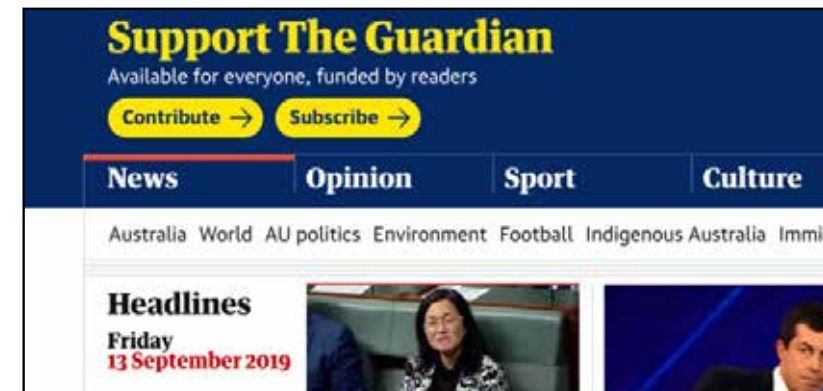 Support The Guardian
Available for everyone, funded by readers
Contribute → Subscribe →
News Opinion Sport Culture
Australia World AU politics Environment Football Indigenous Australia Immi
Headlines
Friday
13 September 2019